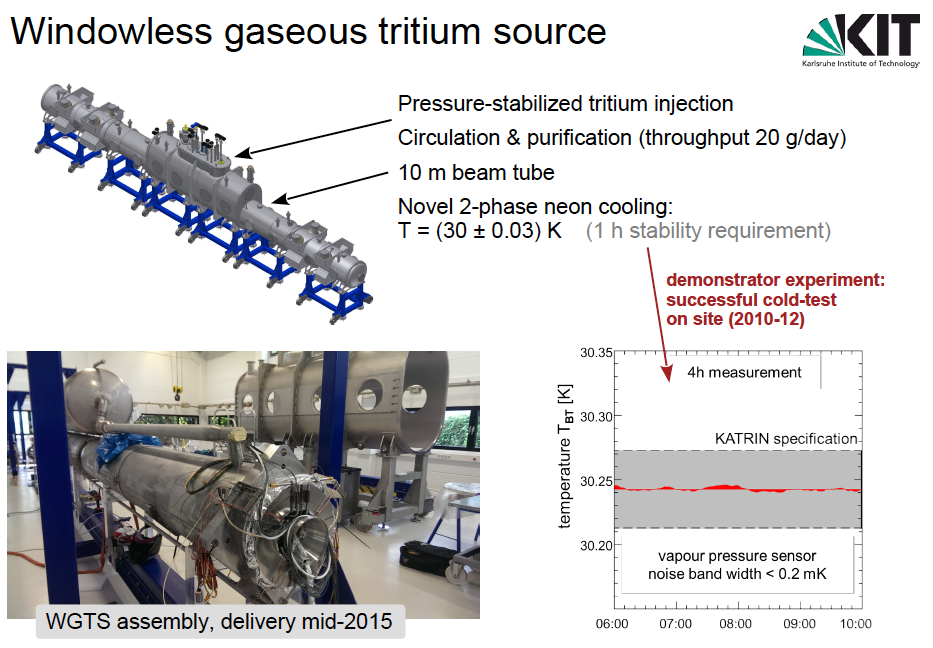 Windowless gaseous tritium source
KIT
Karlsruhe Institute of Technology
Pressure-stabilized tritium injection
Circulation & purification (throughput 20 g/day)
10 m beam tube
Novel 2-phase neon cooling:
T = (30 ± 0.03) K (1 h stability requirement)
demonstrator experiment:
successful cold-test
on site (2010-12)
WGTS assembly, delivery mid-2015
30.35
30.30
30.25
30.20
temperature T_BT [K]
4h measurement
KATRIN specification
vapour pressure sensor
noise band width < 0.2 mK
06:00 07:00 08:00 09:00 10:00